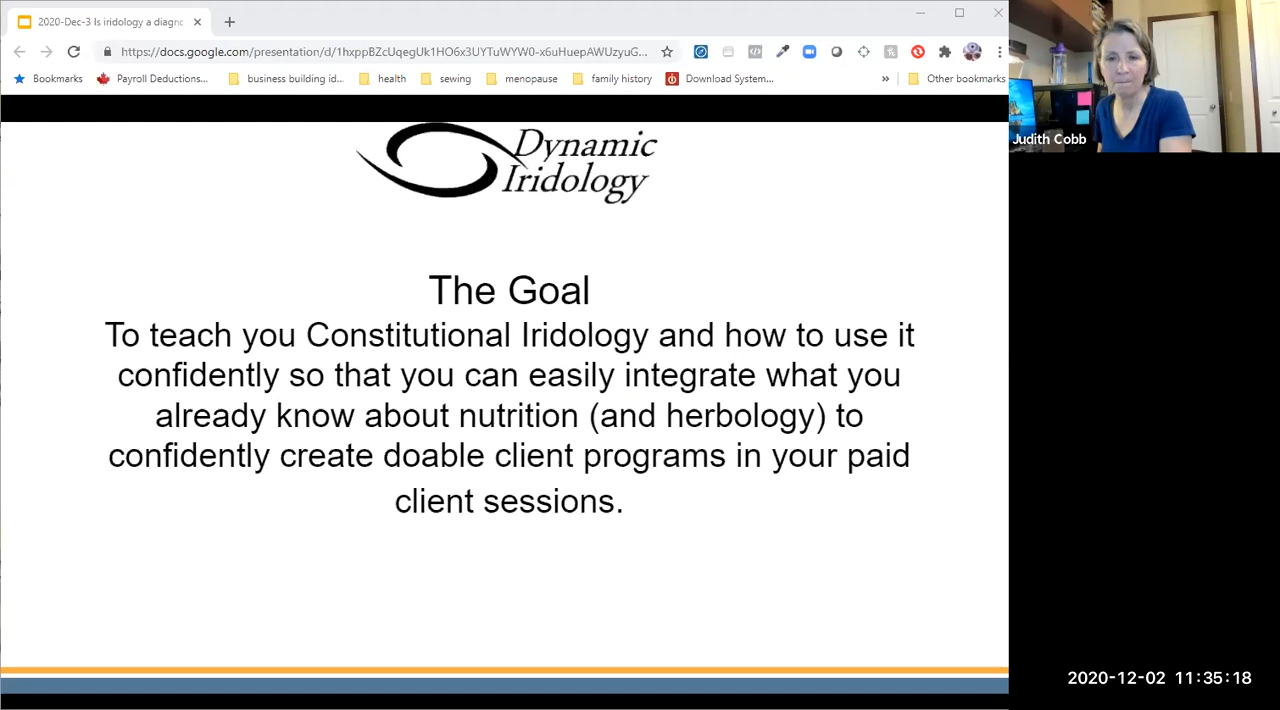 2020-Dec-3 Is iridology a diagno
https://docs.google.com/presentation/d/1hxppBZcUqegUk1HO6x3UYTuWYW0-x6uHuepAWUzyuG...
Bookmarks
Payroll Deductions...
business building id...
health
sewing
menopause
family history
Download System...
»
Other bookmarks
Judith Cobb
Dynamic
Iridology
The Goal
To teach you Constitutional Iridology and how to use it
confidently so that you can easily integrate what you
already know about nutrition (and herbology) to
confidently create doable client programs in your paid
client sessions.
2020-12-02 11:35:18